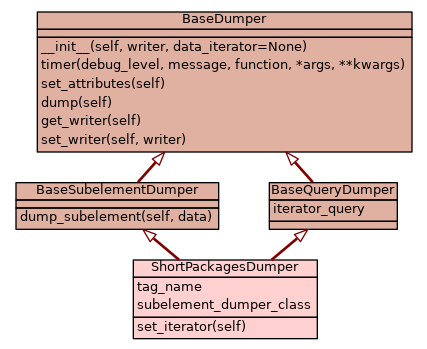 BaseDumper
__init__(self, writer, data_iterator=None)
timer(debug_level, message, function, *args, **kwargs)
set_attributes(self)
dump(self)
get_writer(self)
set_writer(self, writer)
BaseSubelementDumper
dump_subelement(self, data)
BaseQueryDumper
iterator_query
ShortPackagesDumper
tag_name
subelement_dumper_class
set_iterator(self)